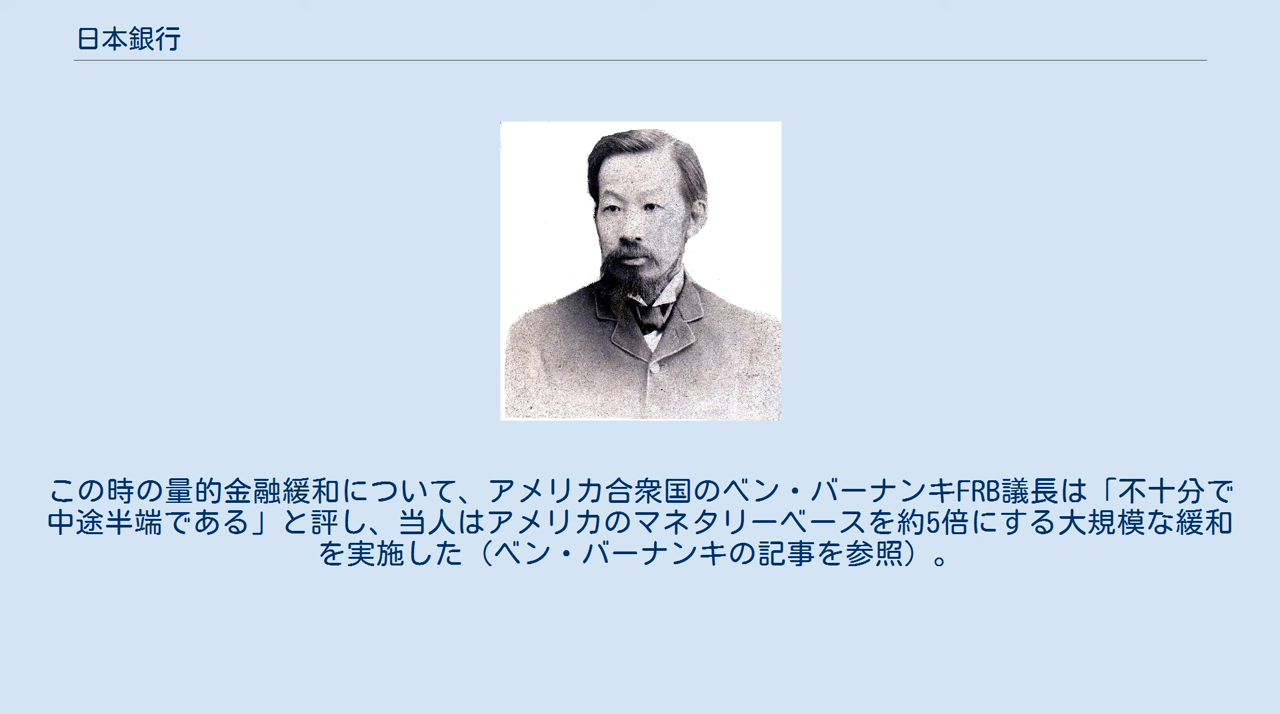 日本銀行
この時の量的金融緩和について、アメリカ合衆国のベン・バーナンキFRB議長は「不十分で
中途半端である」と評し、当人はアメリカのマネタリーベースを約5倍にする大規模な緩和
を実施した（ベン・バーナンキの記事を参照）。